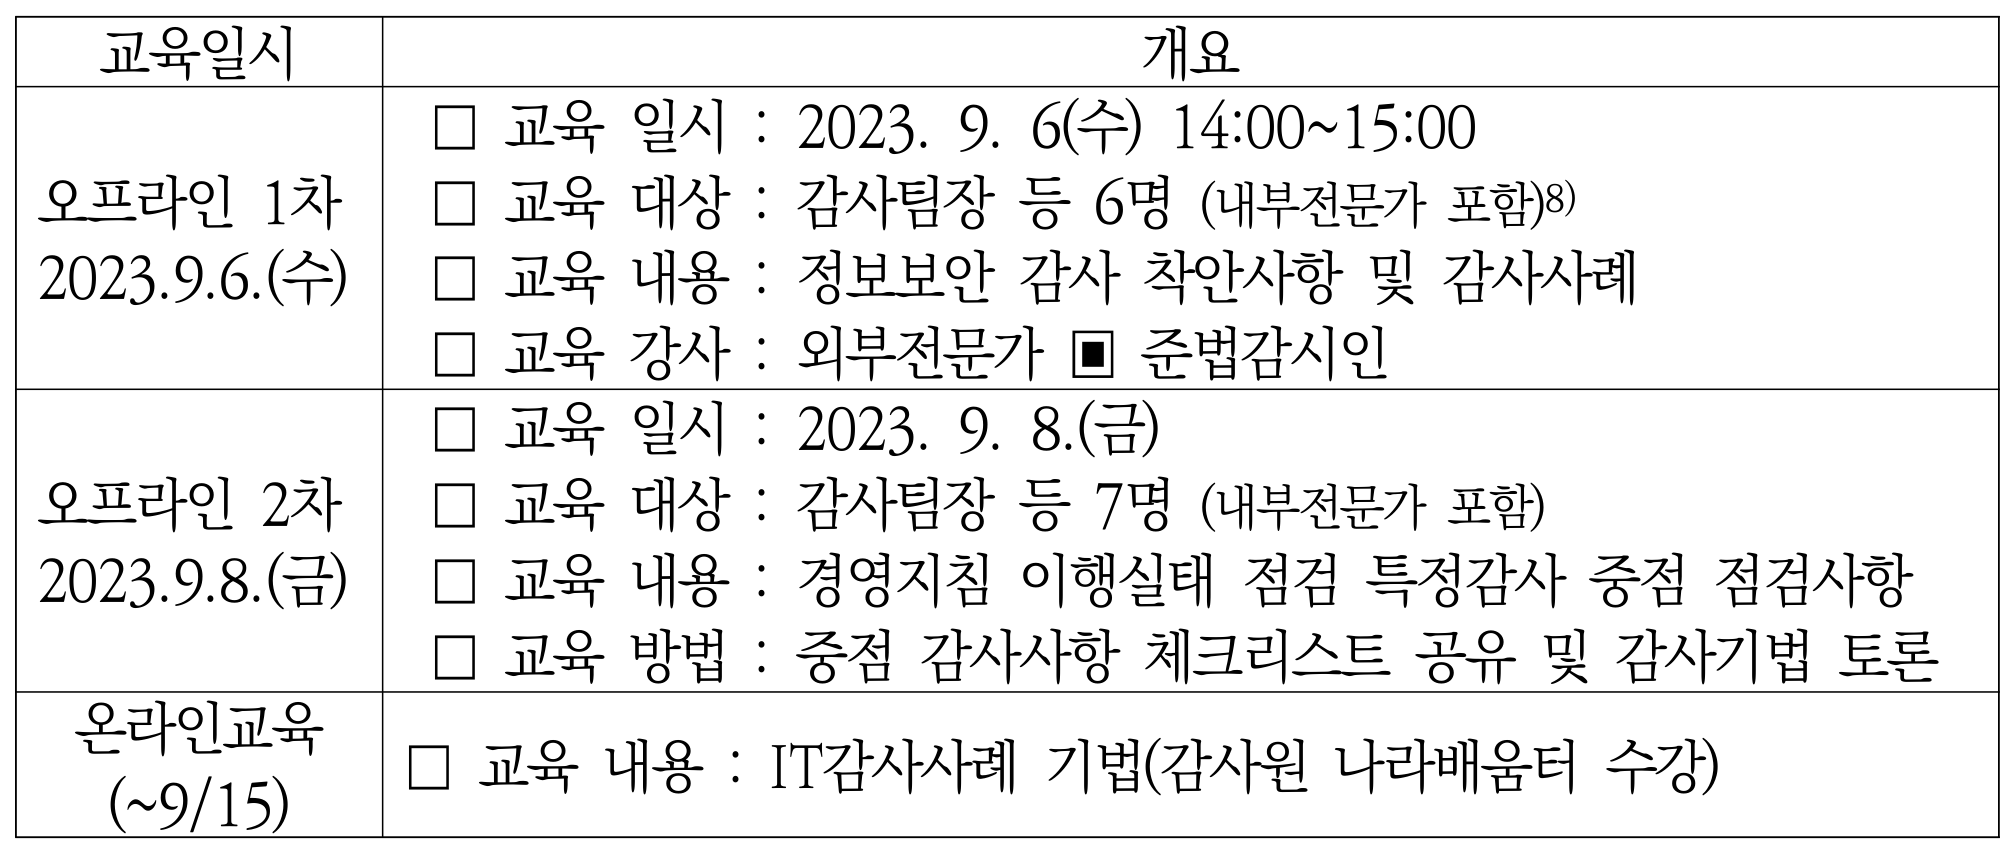 교육일시
개요
오프라인 1차
2023.9.6.(수)
□ 교육 일시 : 2023. 9. 6(수) 14:00~15:00
□ 교육 대상 : 감사팀장 등 6명 (내부전문가 포함)8)
□ 교육 내용 : 정보보안 감사 착안사항 및 감사사례
□ 교육 강사 : 외부전문가 ▣ 준법감시인
오프라인 2차
2023.9.8.(금)
□ 교육 일시 : 2023. 9. 8.(금)
□ 교육 대상 : 감사팀장 등 7명 (내부전문가 포함)
□ 교육 내용 : 경영지침 이행실태 점검 특정감사 중점 점검사항
□ 교육 방법 : 중점 감사사항 체크리스트 공유 및 감사기법 토론
온라인교육
(~9/15)
□ 교육 내용 : IT감사사례 기법(감사원 나라배움터 수강)